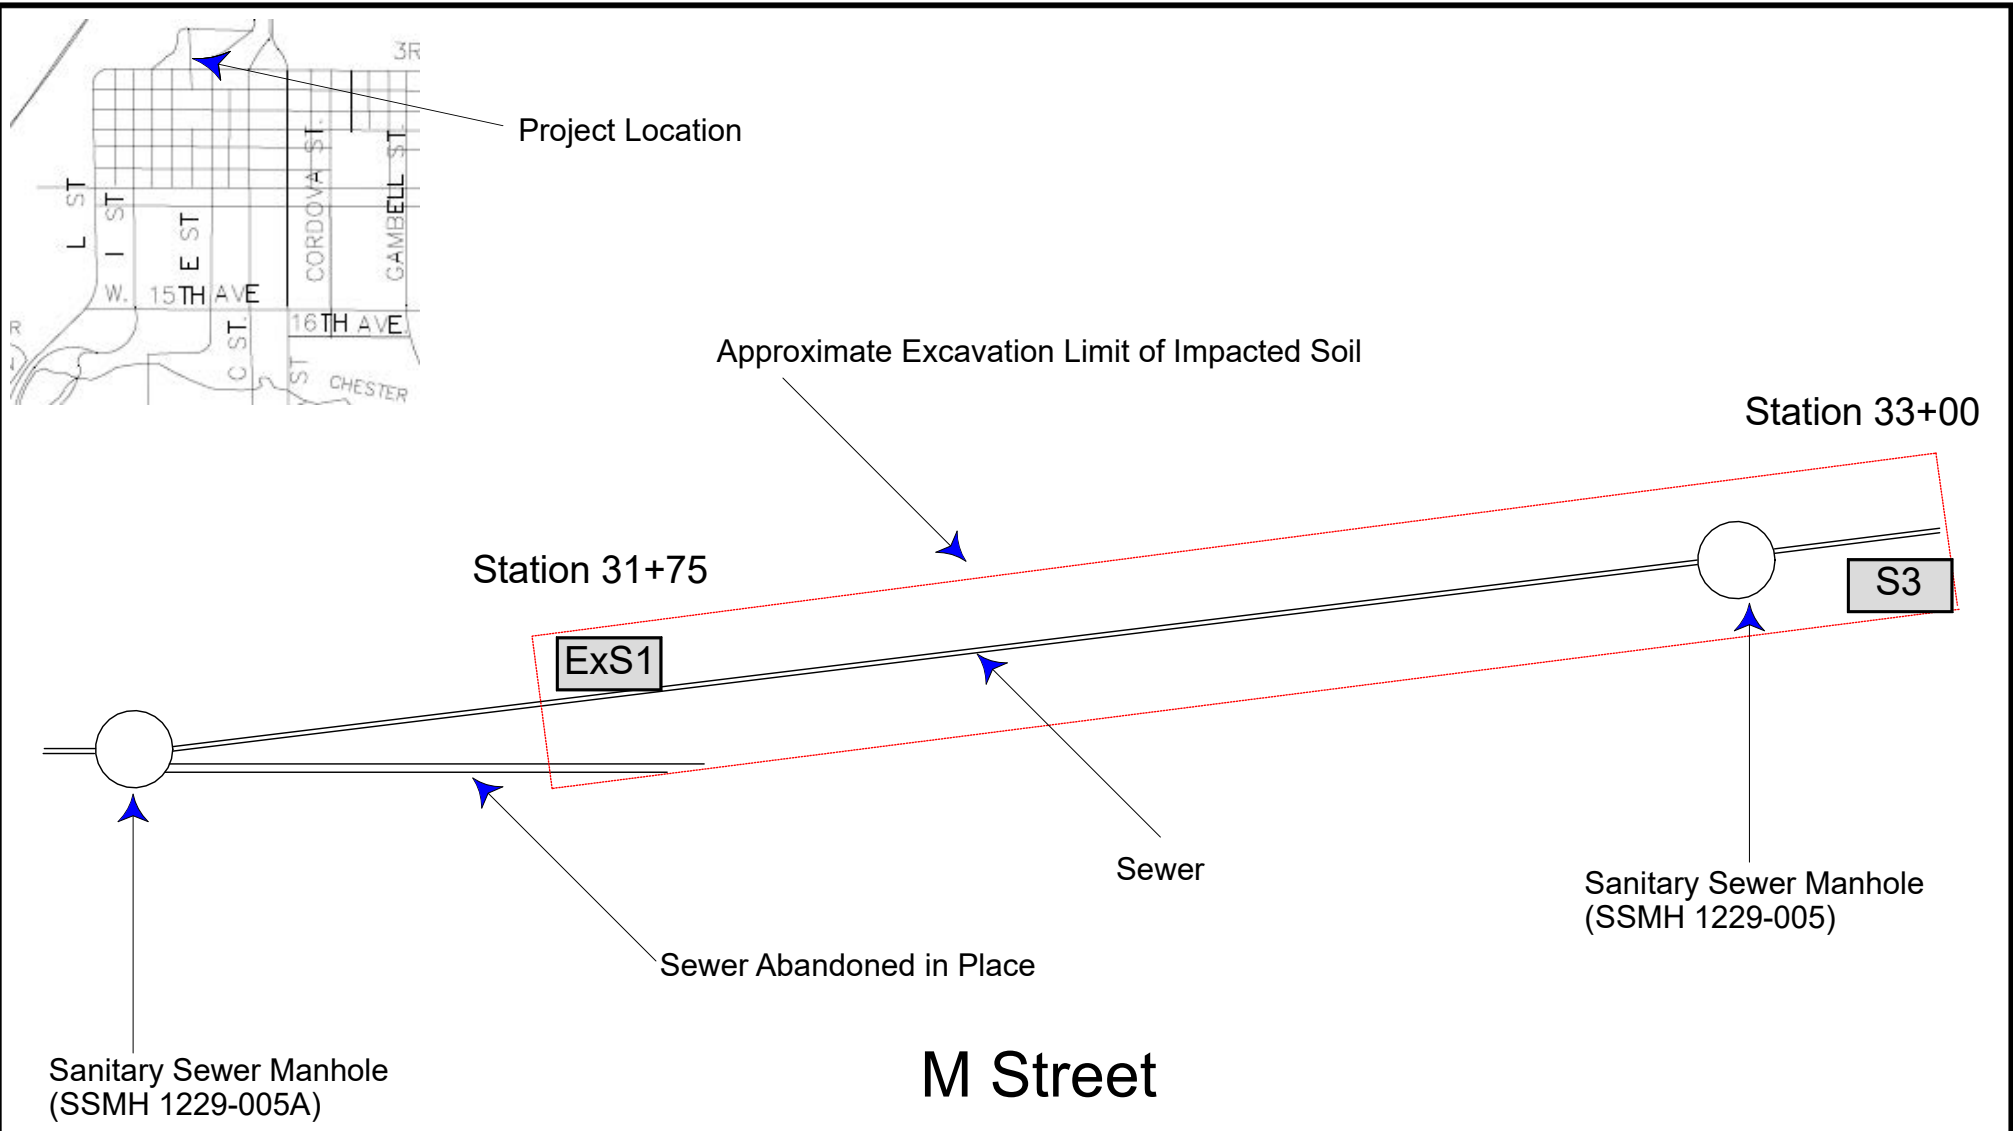 3R
Project Location
L ST
I ST
E ST
CORDOVA ST.
GAMBELL ST.
W. 15TH AVE
16TH AVE.
C ST.
ST
CHESTER
R
Approximate Excavation Limit of Impacted Soil
Station 33+00
Station 31+75
S3
ExS1
Sewer
Sanitary Sewer Manhole
(SSMH 1229-005)
Sewer Abandoned in Place
Sanitary Sewer Manhole
(SSMH 1229-005A)
M Street